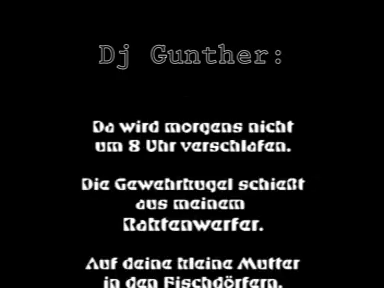 Dj Gunther:
Da wird morgens nicht
um 8 Uhr verschlafen.
Die Gewehrkugel schießt
aus meinem
Raktenwerfer.
Auf deine kleine Mutter
in den Fischdörfern.